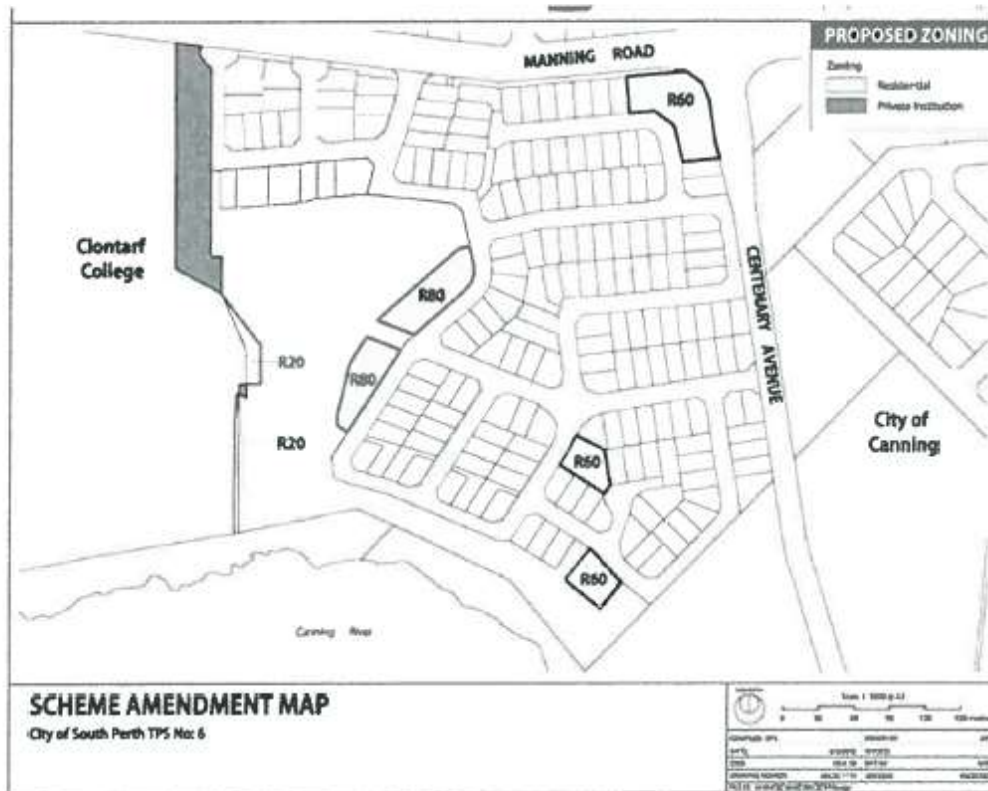 PROPOSED ZONING
Zoning
Residential
Private Institution
MANNING ROAD
R60
Clontarf
College
R80
CENTENARY AVENUE
R20
R80
R20
City of
Canning
R60
R60
Canning River
SCHEME AMENDMENT MAP
City of South Perth TPS No: 6